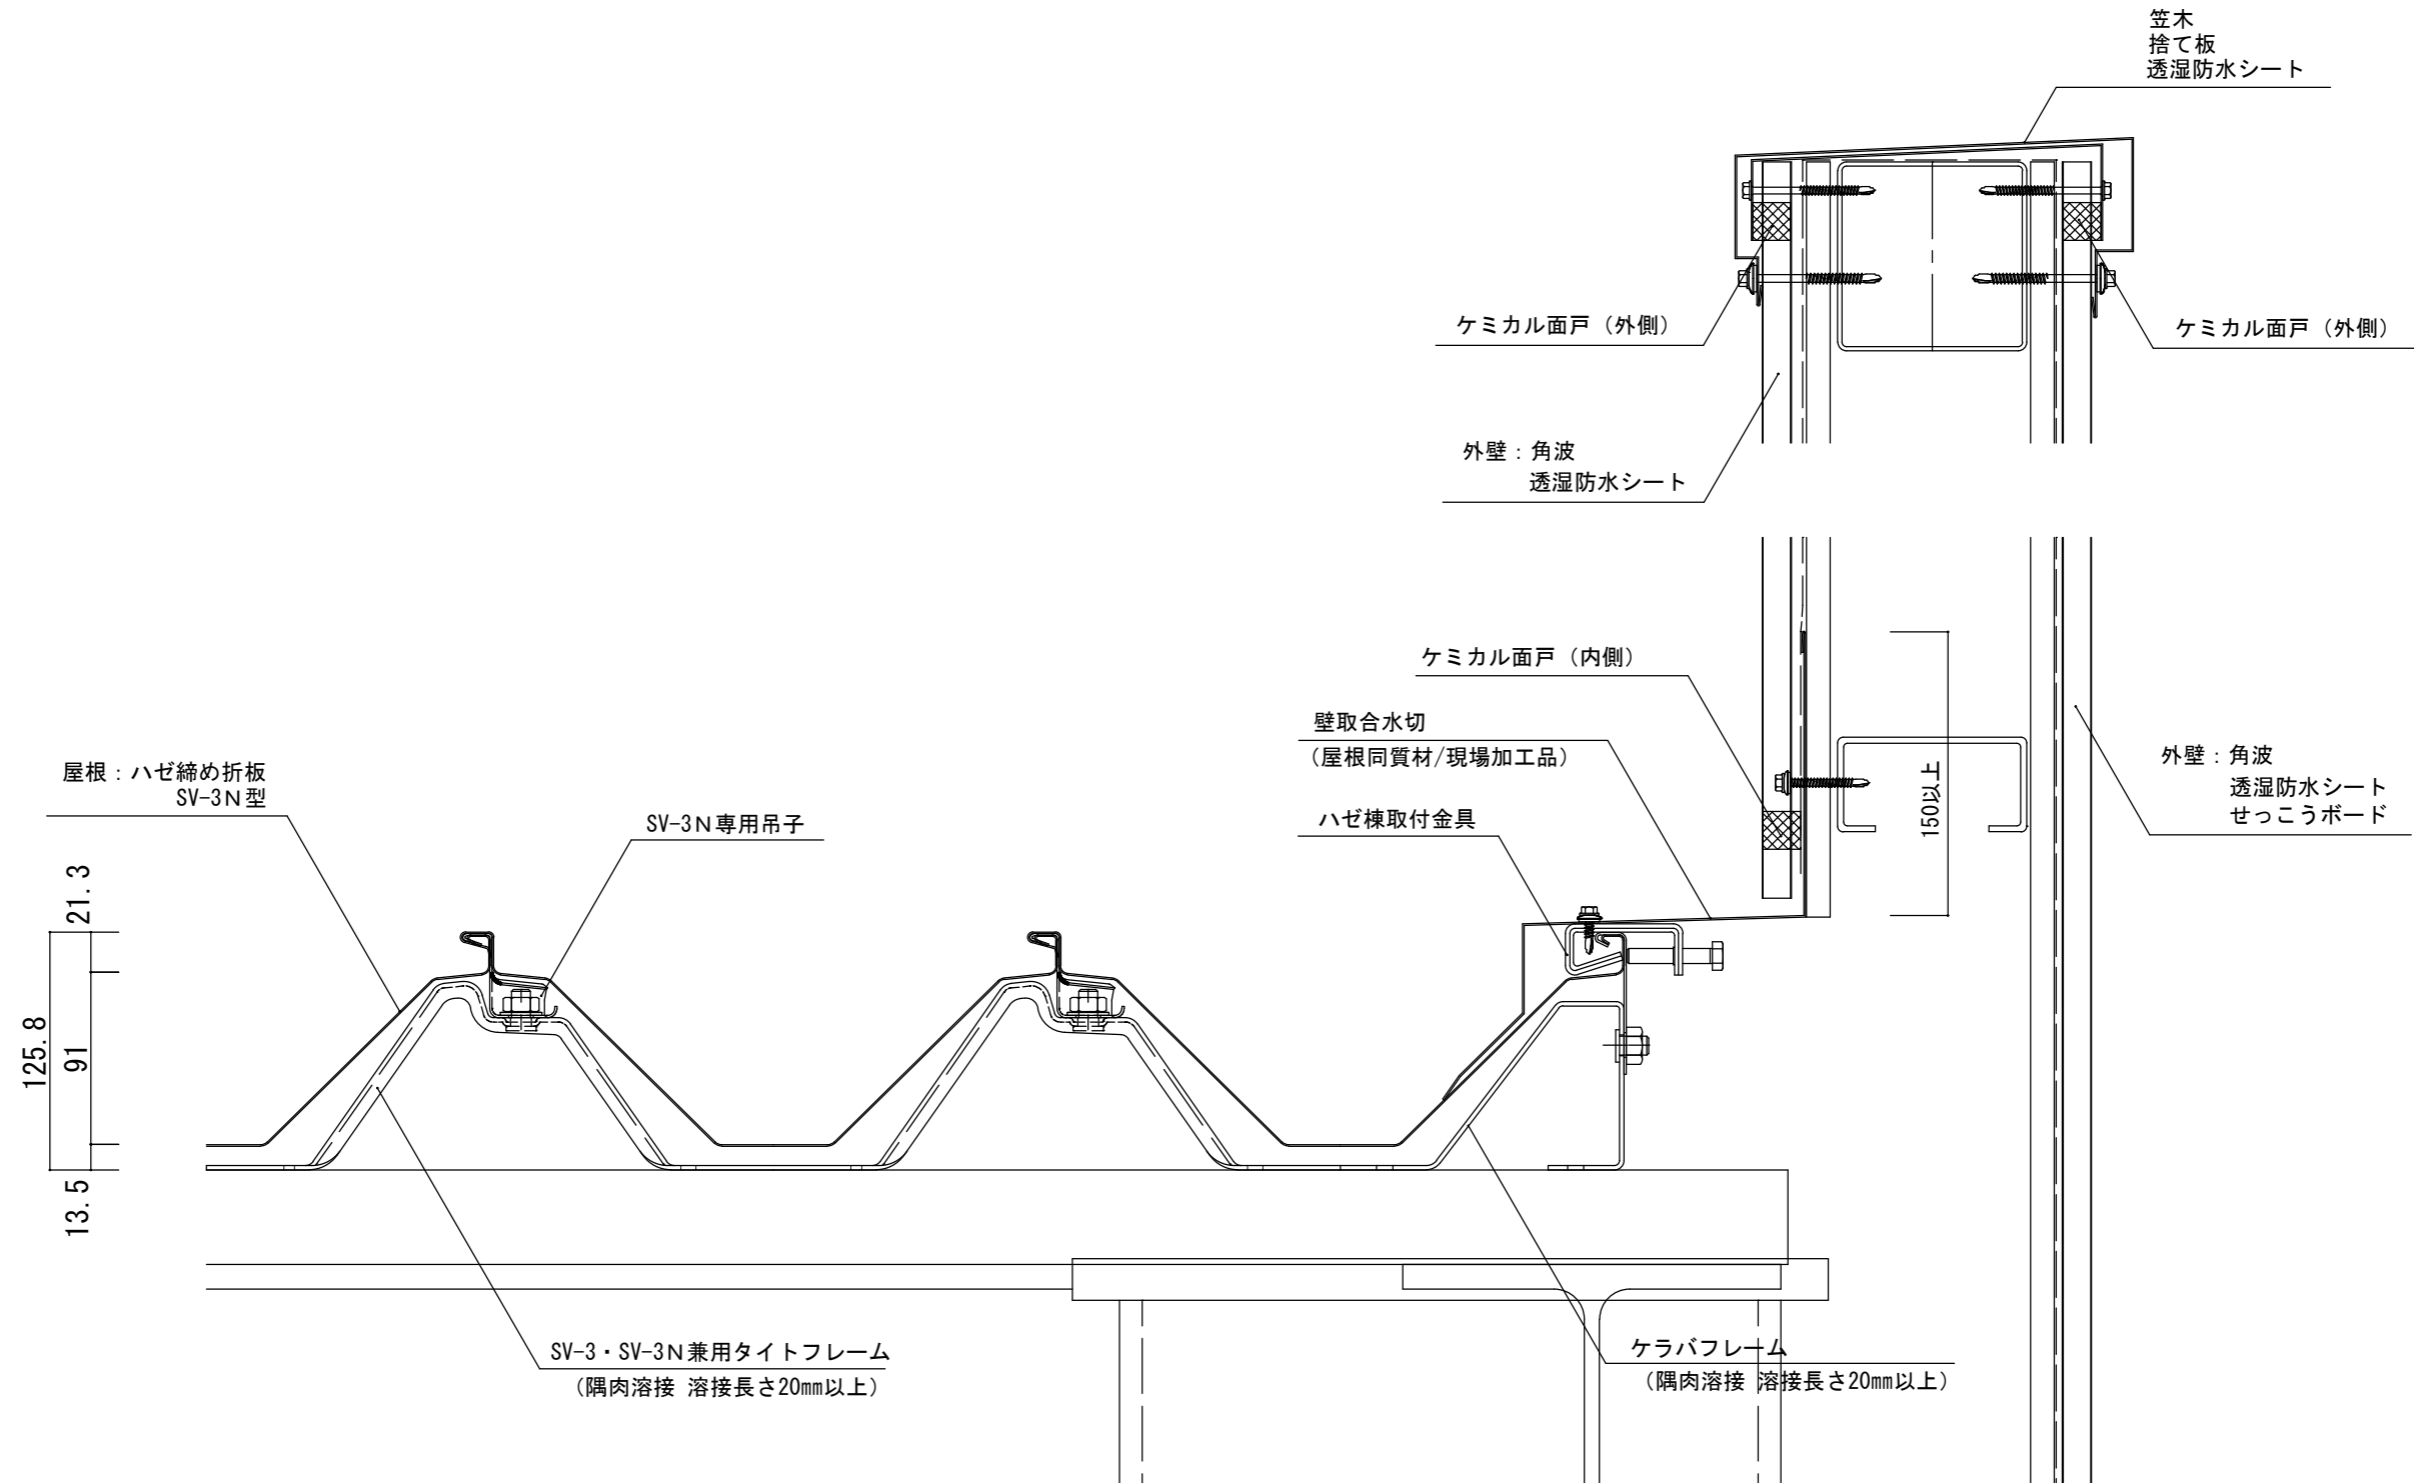 笠木
捨て板
透湿防水シート
ケミカル面戸（外側）
ケミカル面戸（外側）
外壁：角波
透湿防水シート
ケミカル面戸（内側）
壁取合水切
（屋根同質材/現場加工品）
ハゼ棟取付金具
150以上
外壁：角波
透湿防水シート
せっこうボード
屋根：ハゼ締め折板
SV-3Ｎ型
SV-3Ｎ専用吊子
21.3
125.8
91
13.5
SV-3・SV-3Ｎ兼用タイトフレーム
（隅肉溶接 溶接長さ20mm以上）
ケラバフレーム
（隅肉溶接 溶接長さ20mm以上）